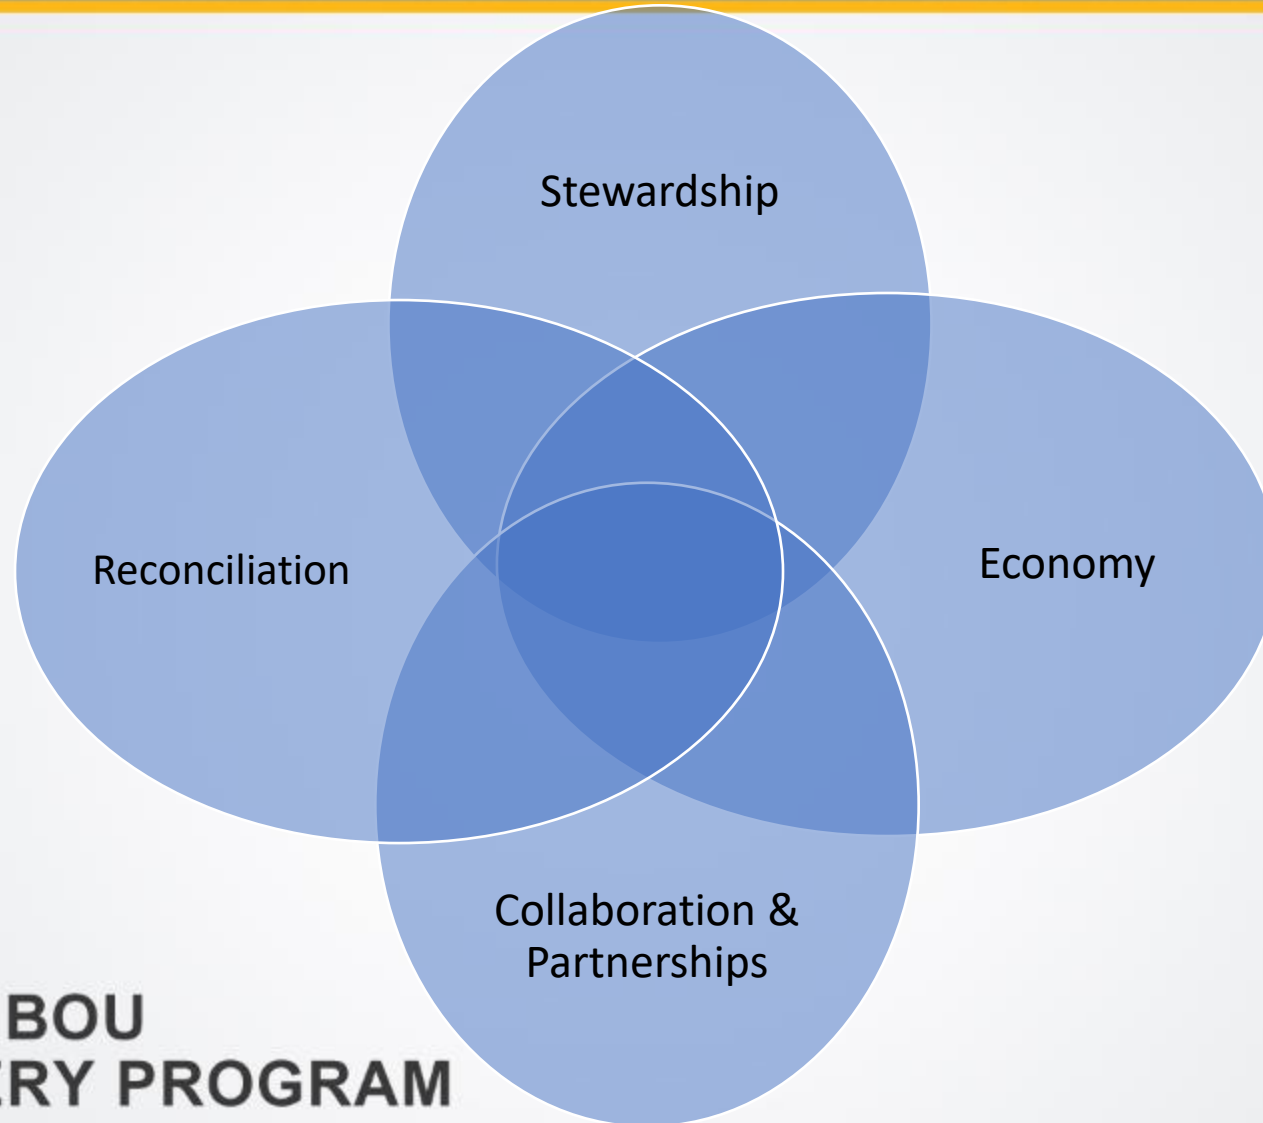 Stewardship
Reconciliation
Economy
Collaboration &
Partnerships
BOU
ERY PROGRAM